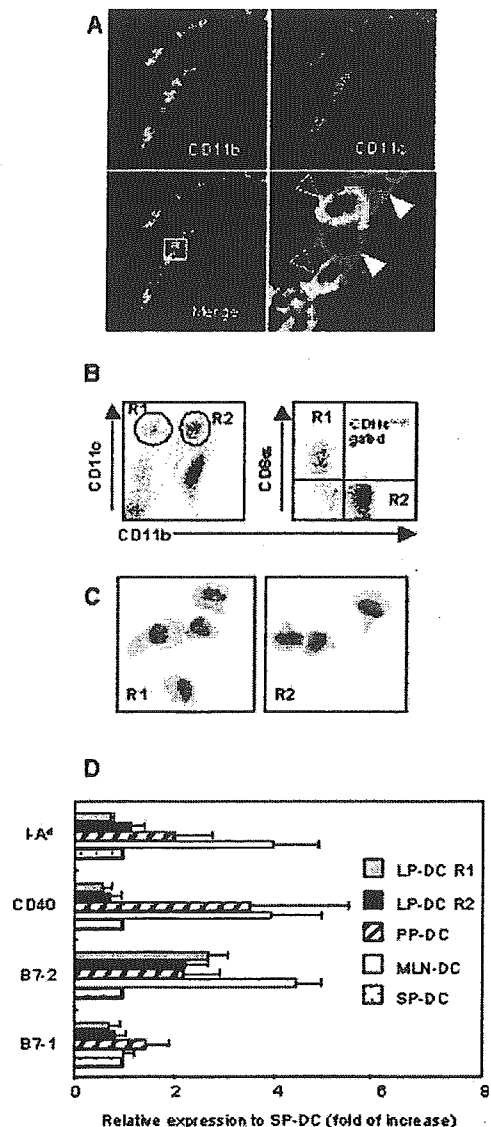 A
CD11b
CD11c
Merge
B
R1
R2
CD11c
R1
gated
CD8α
R2
CD11b
C
R1
R2
D
I-Aᵈ
CD40
B7-2
B7-1
LP-DC R1
LP-DC R2
PP-DC
MLN-DC
SP-DC
0 2 4 6 8
Relative expression to SP-DC (fold of increase)